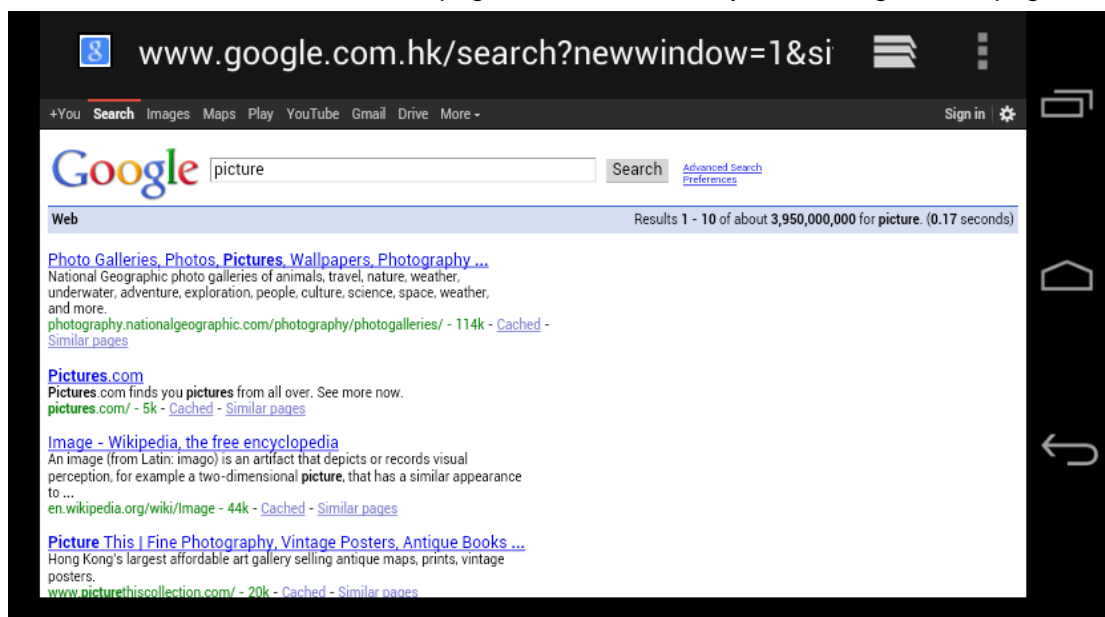 www.google.com.hk/search?newwindow=1&si
+You Search Images Maps Play YouTube Gmail Drive More
Sign in
Google picture Search Advanced Search
Preferences
Web Results 1 - 10 of about 3,950,000,000 for picture. (0.17 seconds)
Photo Galleries, Photos, Pictures, Wallpapers, Photography ...
National Geographic photo galleries of animals, travel, nature, weather,
underwater, adventure, exploration, people, culture, science, space, weather,
and more.
photography.nationalgeographic.com/photography/photogalleries/ - 114k - Cached -
Similar pages
Pictures.com
Pictures.com finds you pictures from all over. See more now.
pictures.com/ - 5k - Cached - Similar pages
Image - Wikipedia, the free encyclopedia
An image (from Latin: imago) is an artifact that depicts or records visual
perception, for example a two-dimensional picture, that has a similar appearance
to ...
en.wikipedia.org/wiki/Image - 44k - Cached - Similar pages
Picture This | Fine Photography, Vintage Posters, Antique Books ...
Hong Kong's largest affordable art gallery selling antique maps, prints, vintage
posters.
www.picturethiscollection.com/ - 20k - Cached - Similar pages